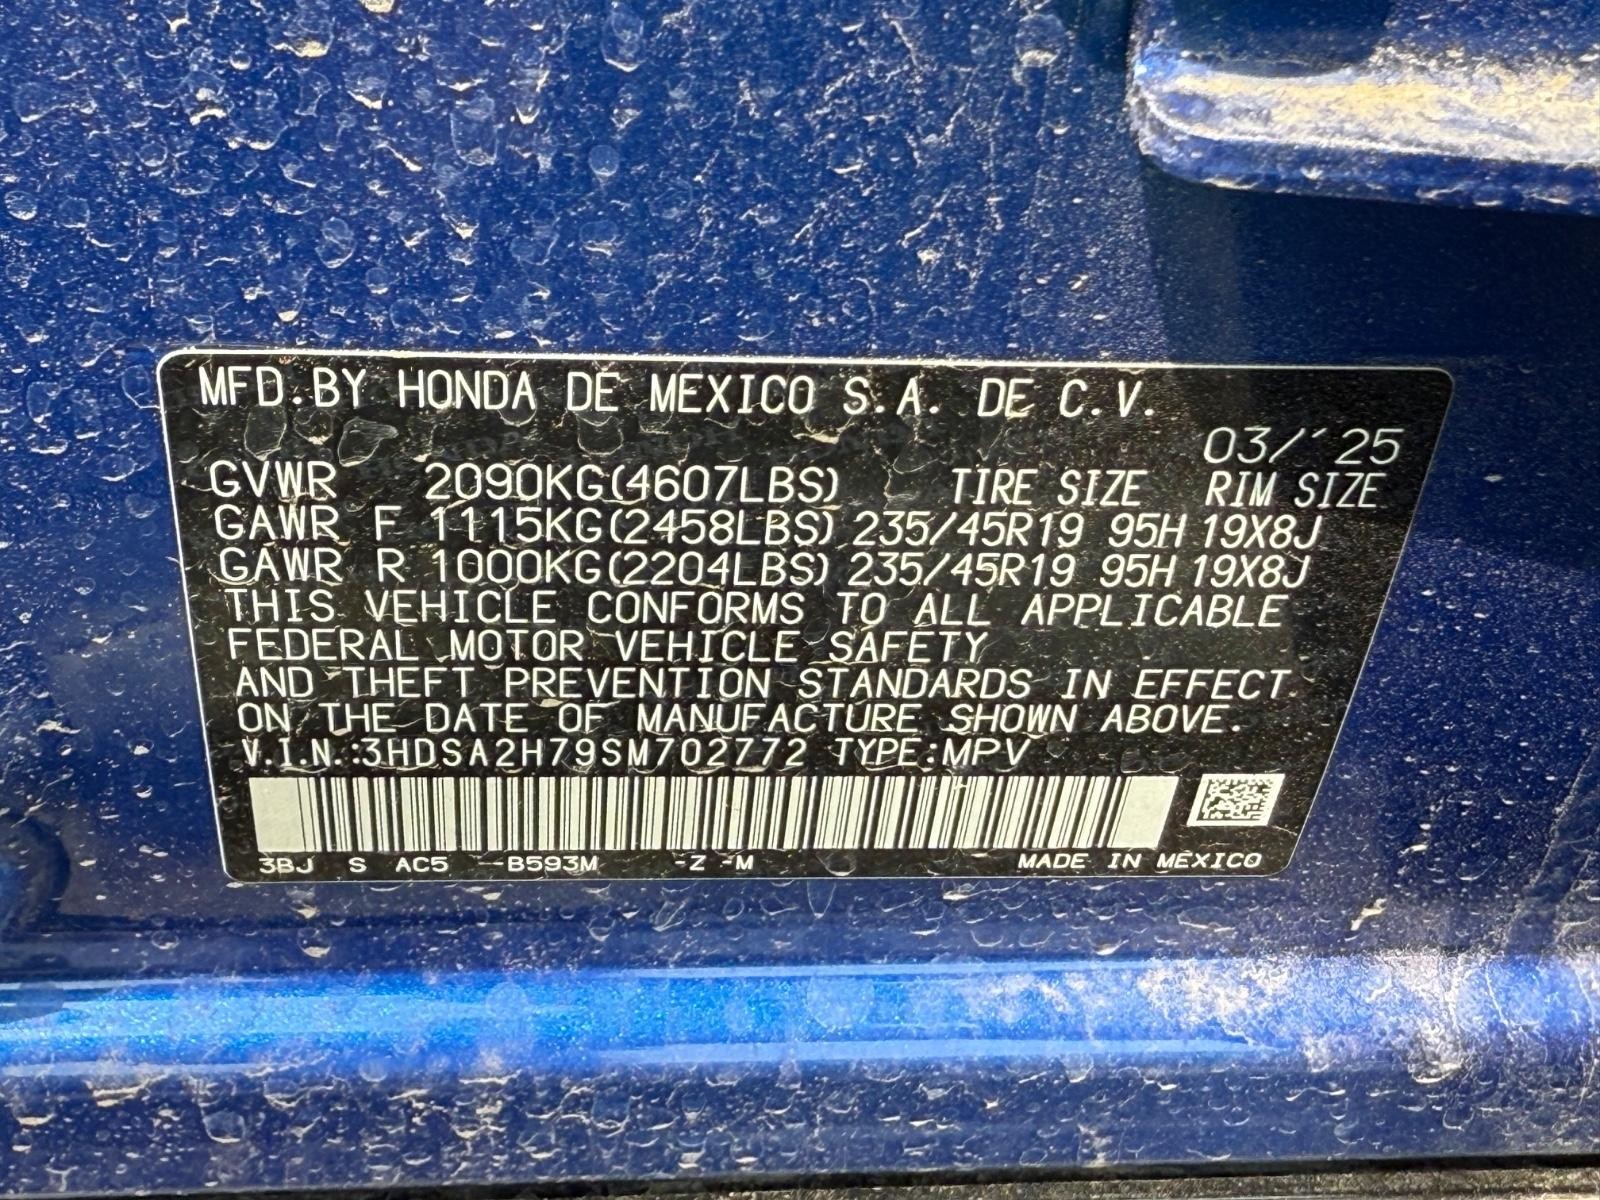 MFD.BY HONDA DE MEXICO S.A. DE C.V.
03/'25
GVWR 2090KG(4607LBS) TIRE SIZE RIM SIZE
GAWR F 1115KG(2458LBS) 235/45R19 95H 19X8J
GAWR R 1000KG(2204LBS) 235/45R19 95H 19X8J
THIS VEHICLE CONFORMS TO ALL APPLICABLE
FEDERAL MOTOR VEHICLE SAFETY
AND THEFT PREVENTION STANDARDS IN EFFECT
ON THE DATE OF MANUFACTURE SHOWN ABOVE.
V.I.N.:3HDSA2H79SM702772 TYPE:MPV
3BJ S AC5 -B593M -Z -M MADE IN MEXICO